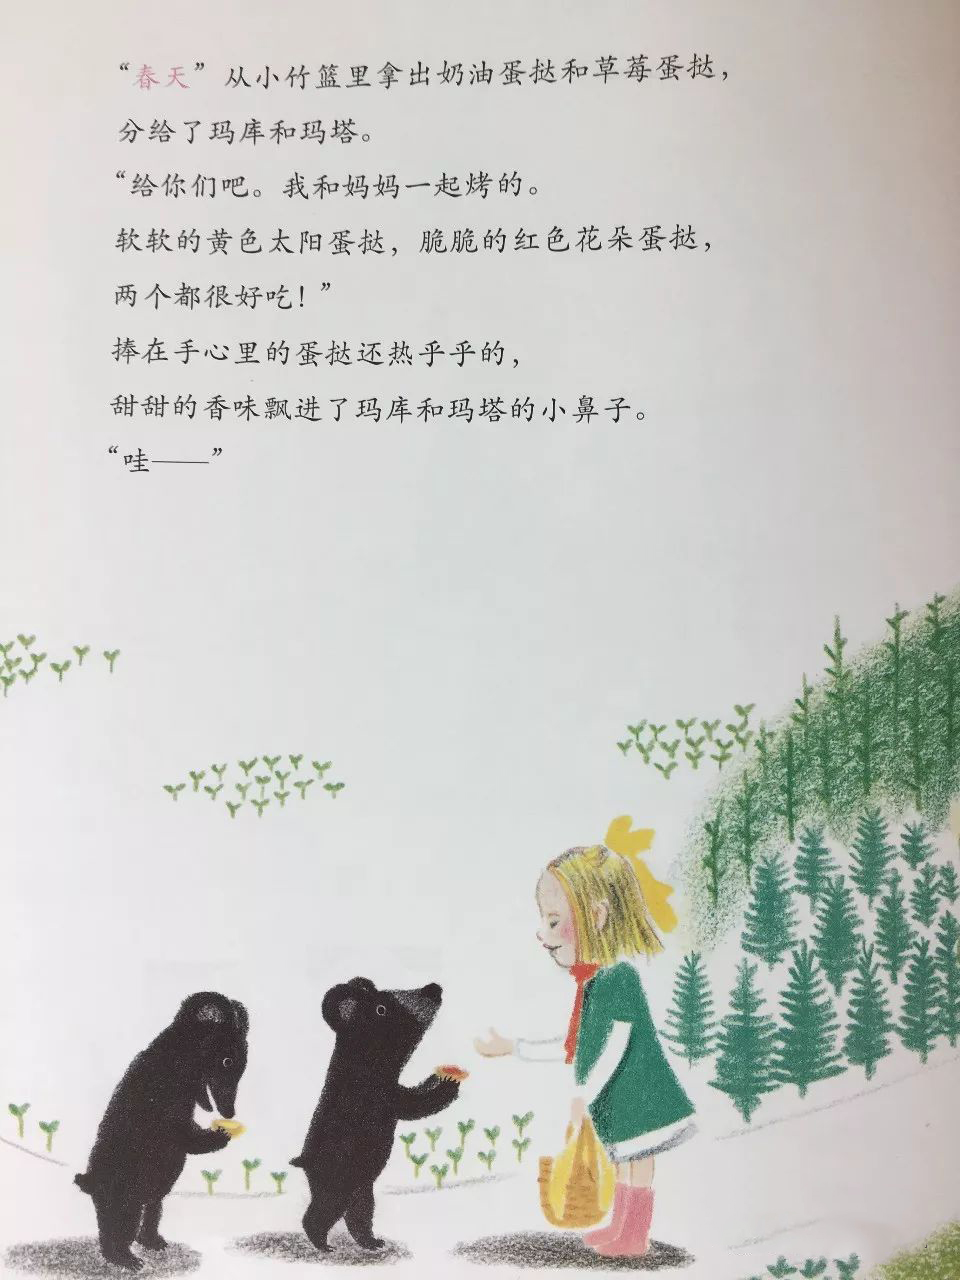 “春天”从小竹篮里拿出奶油蛋挞和草莓蛋挞，
分给了玛库和玛塔。
“给你们吧。我和妈妈一起烤的。
软软的黄色太阳蛋挞，脆脆的红色花朵蛋挞，
两个都很好吃！”
捧在手心里的蛋挞还热乎乎的，
甜甜的香味飘进了玛库和玛塔的小鼻子。
“哇——”